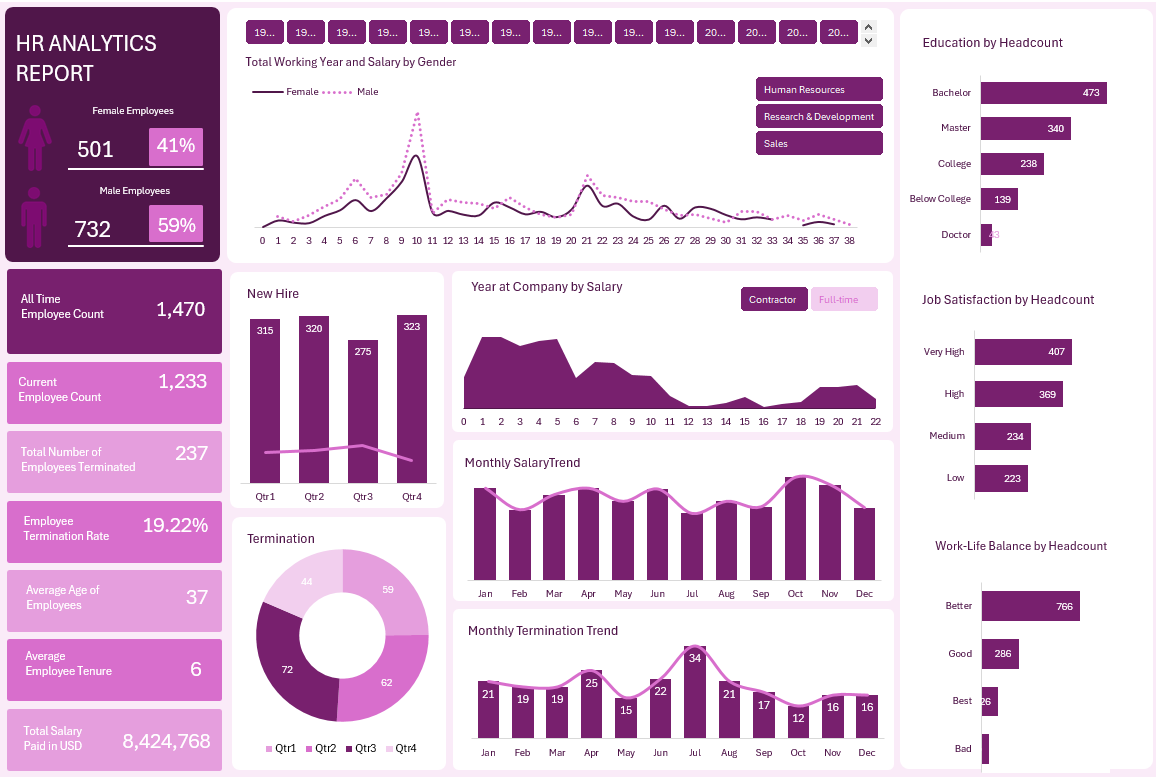 HR ANALYTICS
REPORT
Female Employees
501
41%
Male Employees
732
59%
All Time
Employee Count
1,470
Current
Employee Count
1,233
Total Number of
Employees Terminated
237
Employee
Termination Rate
19.22%
Average Age of
Employees
37
Average
Employee Tenure
6
Total Salary
Paid in USD
8,424,768
19... 19... 19... 19... 19... 19... 19... 19... 19... 19... 19... 20... 20... 20... 20...
Total Working Year and Salary by Gender
Female Male
Human Resources
Research & Development
Sales
0 1 2 3 4 5 6 7 8 9 10 11 12 13 14 15 16 17 18 19 20 21 22 23 24 25 26 27 28 29 30 31 32 33 34 35 36 37 38
New Hire
315 320 275 323
Qtr1 Qtr2 Qtr3 Qtr4
Year at Company by Salary
Contractor Full-time
0 1 2 3 4 5 6 7 8 9 10 11 12 13 14 15 16 17 18 19 20 21 22
Monthly SalaryTrend
Jan Feb Mar Apr May Jun Jul Aug Sep Oct Nov Dec
Termination
44 59
72 62
Qtr1 Qtr2 Qtr3 Qtr4
Monthly Termination Trend
21 19 19 25 15 22 34 21 17 12 16 16
Jan Feb Mar Apr May Jun Jul Aug Sep Oct Nov Dec
Education by Headcount
Bachelor 473
Master 340
College 238
Below College 139
Doctor 43
Job Satisfaction by Headcount
Very High 407
High 369
Medium 234
Low 223
Work-Life Balance by Headcount
Better 766
Good 286
Best
Bad